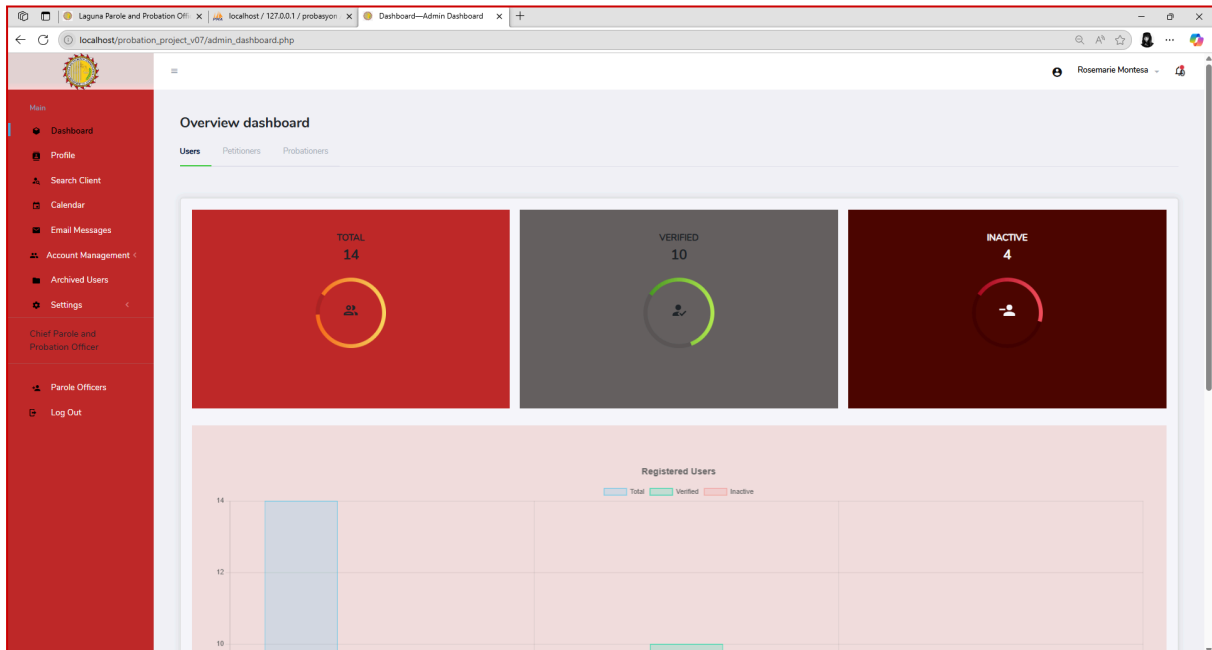 Laguna Parole and Probation Offi
localhost / 127.0.0.1 / probasyon
Dashboard—Admin Dashboard
localhost/probation_project_v07/admin_dashboard.php
Rosemarie Montesa
Main
Dashboard
Profile
Search Client
Calendar
Email Messages
Account Management
Archived Users
Settings
Chief Parole and
Probation Officer
Parole Officers
Log Out
Overview dashboard
Users Petitioners Probationers
TOTAL
14
VERIFIED
10
INACTIVE
4
Registered Users
Total Verified Inactive
14
12
10